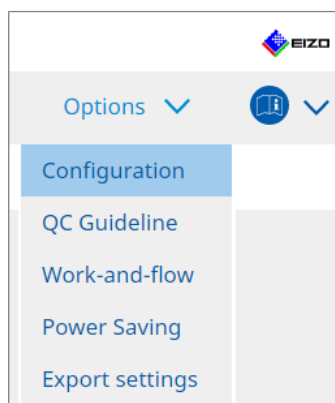 EIZO
Options
Configuration
QC Guideline
Work-and-flow
Power Saving
Export settings